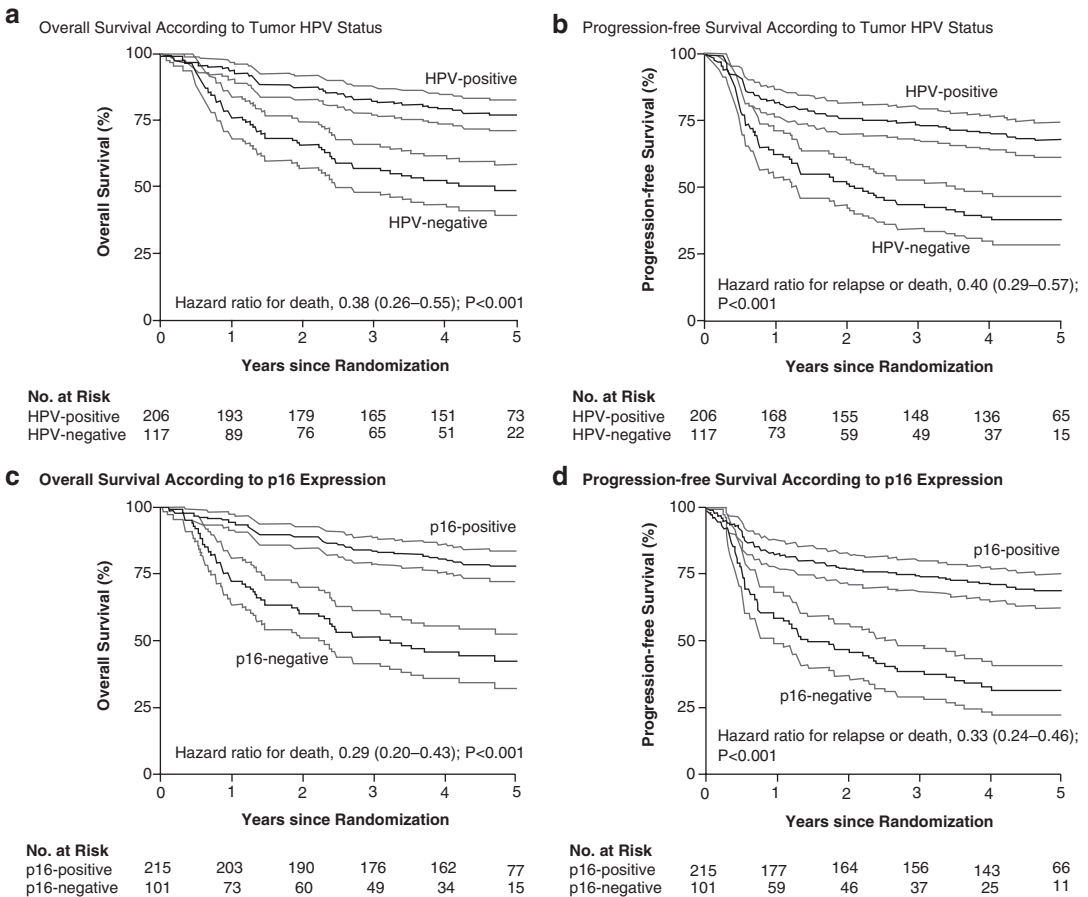 a Overall Survival According to Tumor HPV Status
100
75
50
25
0
Overall Survival (%)
HPV-positive
HPV-negative
Hazard ratio for death, 0.38 (0.26–0.55); P<0.001
0 1 2 3 4 5
Years since Randomization
No. at Risk
HPV-positive 206 193 179 165 151 73
HPV-negative 117 89 76 65 51 22
b Progression-free Survival According to Tumor HPV Status
100
75
50
25
0
Progression-free Survival (%)
HPV-positive
HPV-negative
Hazard ratio for relapse or death, 0.40 (0.29–0.57);
P<0.001
0 1 2 3 4 5
Years since Randomization
No. at Risk
HPV-positive 206 168 155 148 136 65
HPV-negative 117 73 59 49 37 15
c Overall Survival According to p16 Expression
100
75
50
25
0
Overall Survival (%)
p16-positive
p16-negative
Hazard ratio for death, 0.29 (0.20–0.43); P<0.001
0 1 2 3 4 5
Years since Randomization
No. at Risk
p16-positive 215 203 190 176 162 77
p16-negative 101 73 60 49 34 15
d Progression-free Survival According to p16 Expression
100
75
50
25
0
Progression-free Survival (%)
p16-positive
p16-negative
Hazard ratio for relapse or death, 0.33 (0.24–0.46);
P<0.001
0 1 2 3 4 5
Years since Randomization
No. at Risk
p16-positive 215 177 164 156 143 66
p16-negative 101 59 46 37 25 11